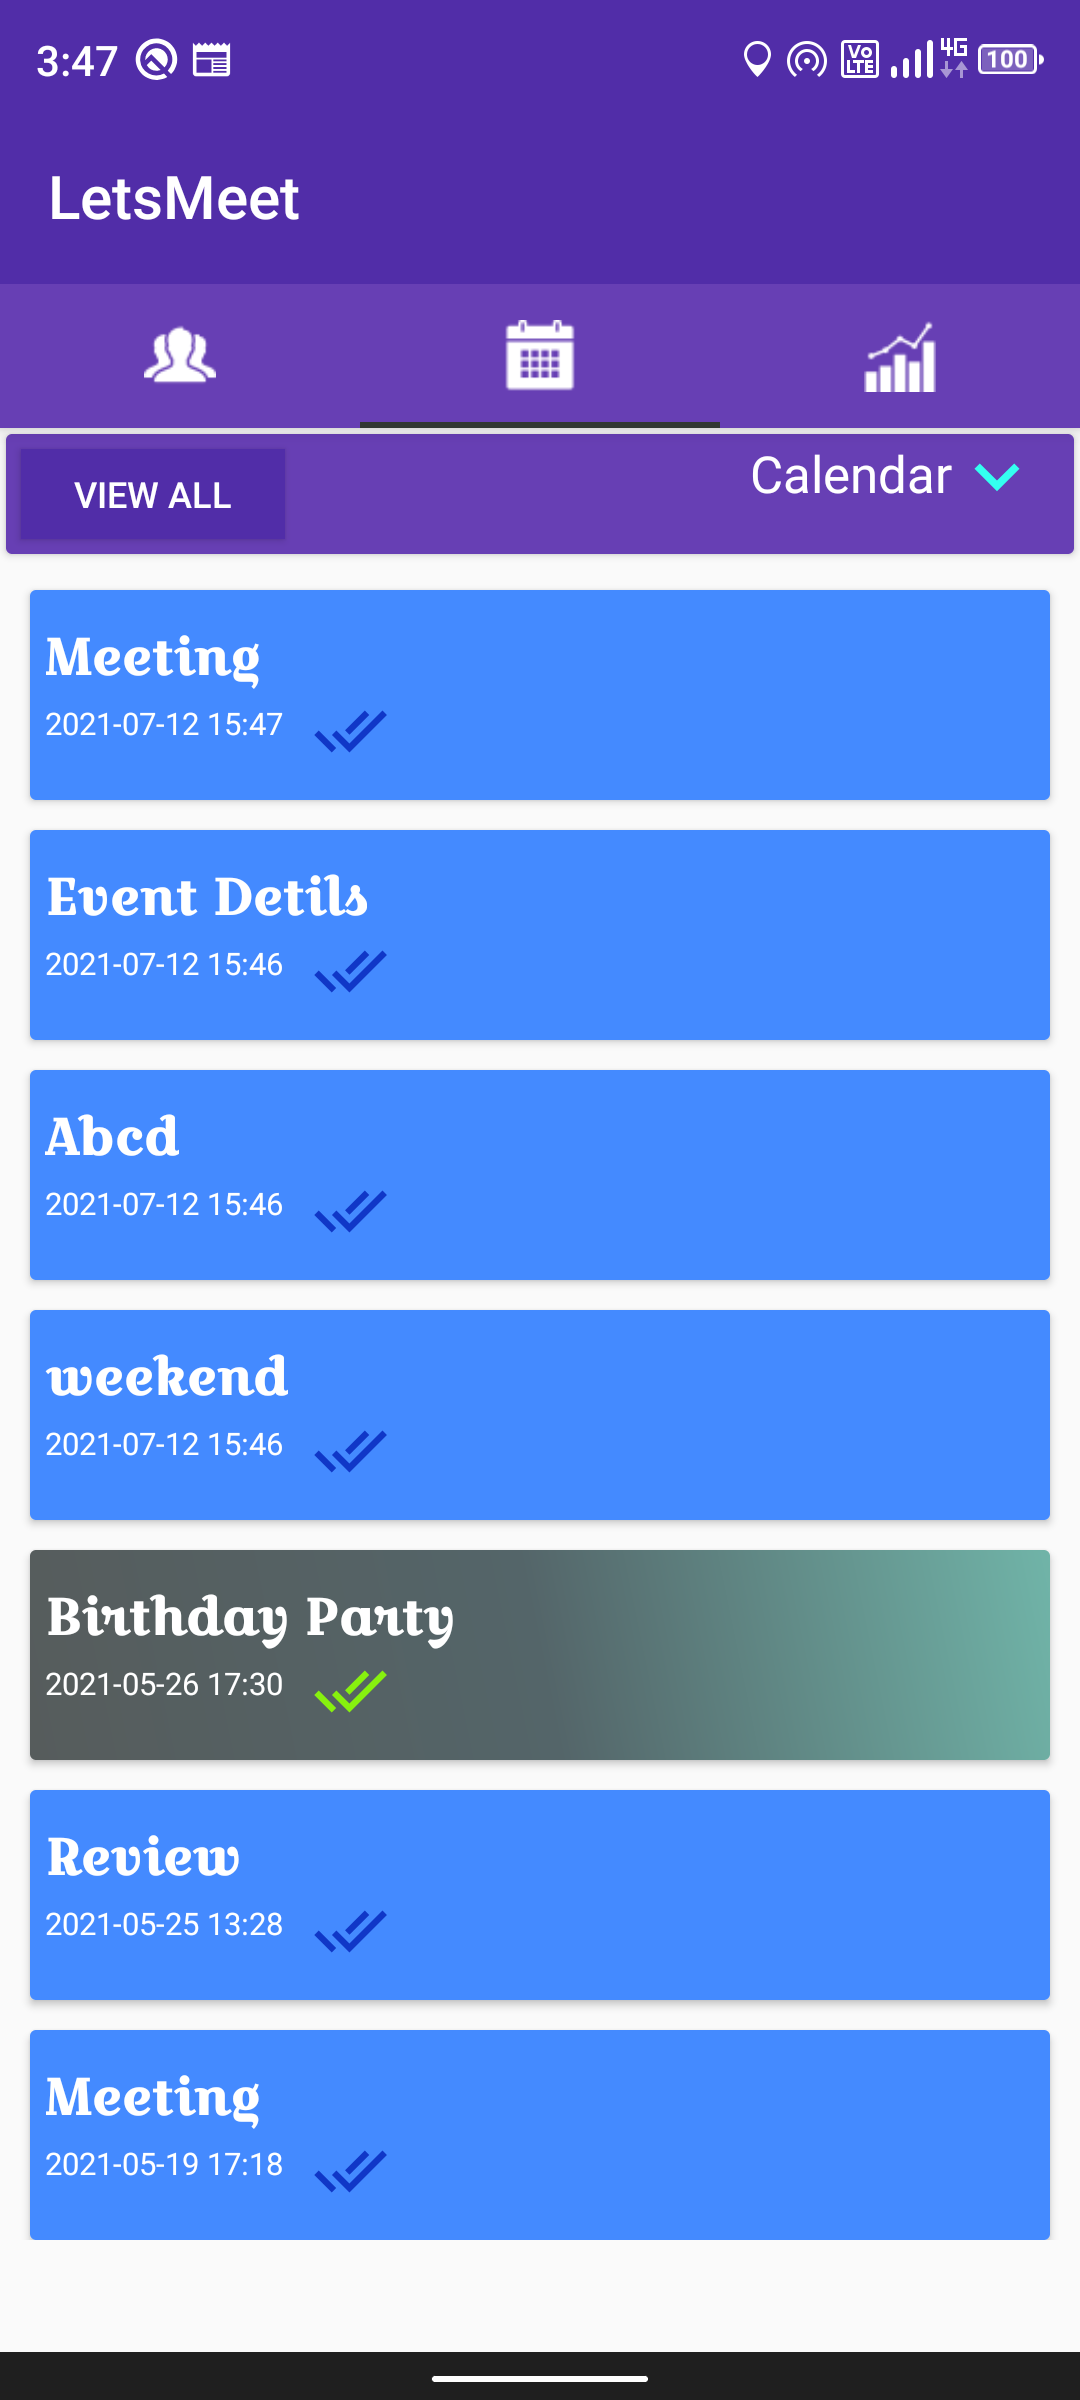 3:47
VO LTE 4G 100
LetsMeet
VIEW ALL
Calendar
Meeting
2021-07-12 15:47
Event Detils
2021-07-12 15:46
Abcd
2021-07-12 15:46
weekend
2021-07-12 15:46
Birthday Party
2021-05-26 17:30
Review
2021-05-25 13:28
Meeting
2021-05-19 17:18